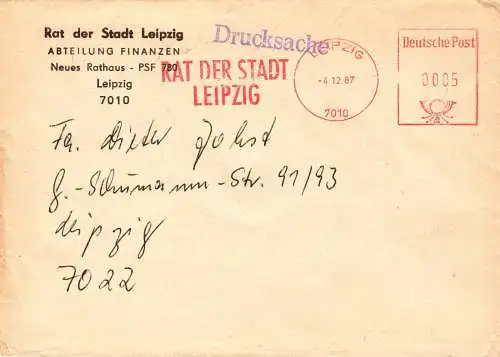 Rat der Stadt Leipzig
ABTEILUNG FINANZEN
Neues Rathaus - PSF 780
Leipzig
7010
Drucksache
RAT DER STADT
LEIPZIG
LEIPZIG
-4.12.87
7010
Deutsche Post
0005
Fa. Dieter Jobst
G.-Schumann-Str. 91/93
Leipzig
7022